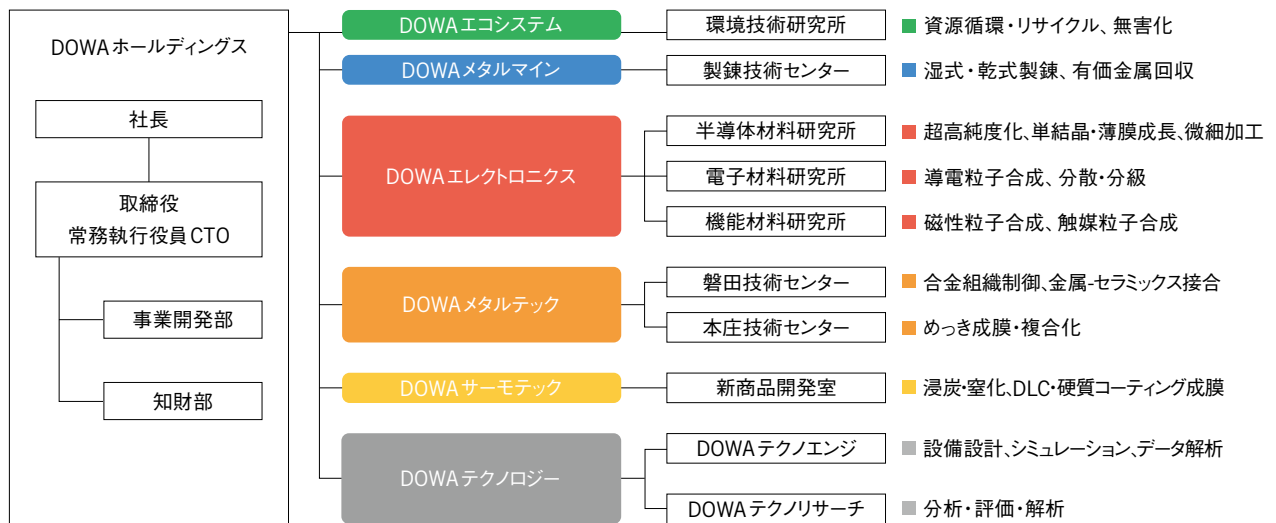 DOWAホールディングス
社長
取締役
常務執行役員CTO
事業開発部
知財部
DOWAエコシステム
環境技術研究所
資源循環・リサイクル、無害化
DOWAメタルマイン
製錬技術センター
湿式・乾式製錬、有価金属回収
DOWAエレクトロニクス
半導体材料研究所
超高純度化、単結晶・薄膜成長、微細加工
電子材料研究所
導電粒子合成、分散・分級
機能材料研究所
磁性粒子合成、触媒粒子合成
DOWAメタルテック
磐田技術センター
合金組織制御、金属-セラミックス接合
本庄技術センター
めっき成膜・複合化
DOWAサーモテック
新商品開発室
浸炭・窒化、DLC・硬質コーティング成膜
DOWAテクノロジー
DOWAテクノエンジ
設備設計、シミュレーション、データ解析
DOWAテクノリサーチ
分析・評価・解析